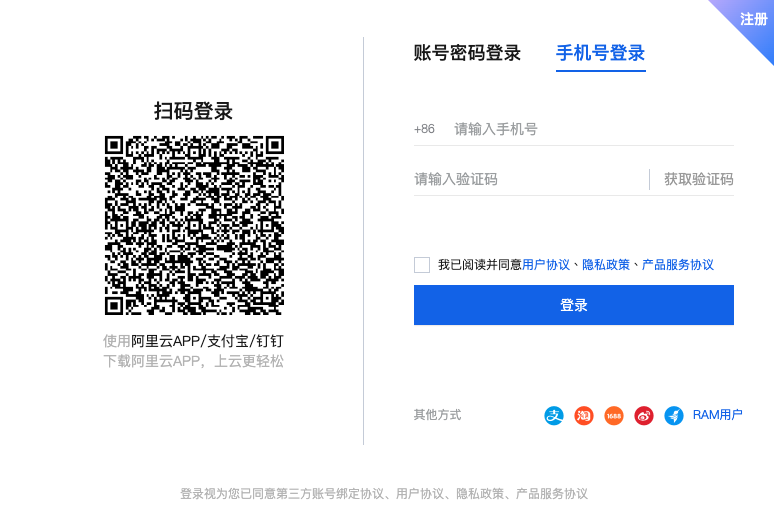 注册
账号密码登录 手机号登录
扫码登录
+86 请输入手机号
请输入验证码 获取验证码
我已阅读并同意用户协议、隐私政策、产品服务协议
登录
使用阿里云APP/支付宝/钉钉
下载阿里云APP，上云更轻松
其他方式 支 淘 1688 RAM用户
登录视为您已同意第三方账号绑定协议、用户协议、隐私政策、产品服务协议